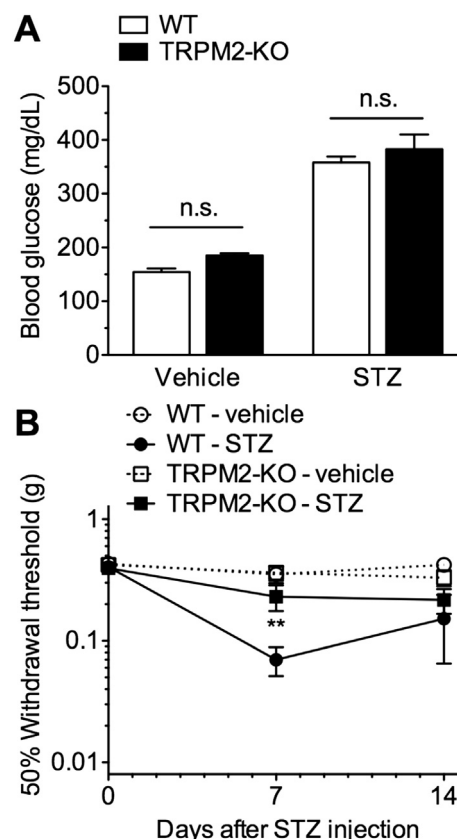 A
WT
TRPM2-KO
Blood glucose (mg/dL)
500
400
300
200
100
0
n.s.
n.s.
Vehicle
STZ
B
WT - vehicle
WT - STZ
TRPM2-KO - vehicle
TRPM2-KO - STZ
50% Withdrawal threshold (g)
1
0.1
0.01
**
0
7
14
Days after STZ injection